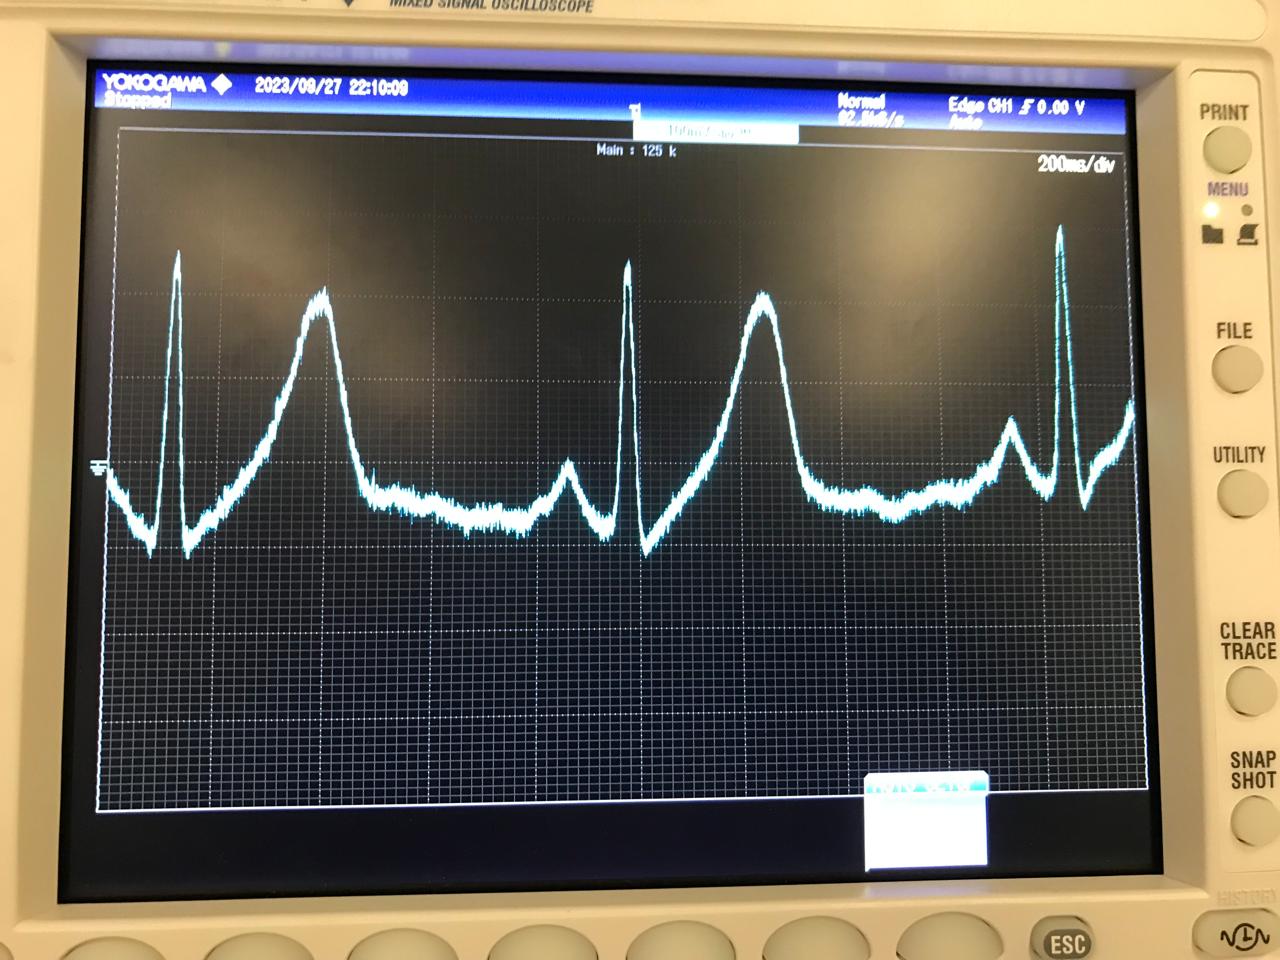 MIXED SIGNAL OSCILLOSCOPE
YOKOGAWA 2023/09/27 22:10:09
Stopped
Normal
Edge CH1 0.00 V
Auto
Main : 125 k
200ms/div
PRINT
MENU
FILE
UTILITY
CLEAR
TRACE
SNAP
SHOT
HISTORY
ESC